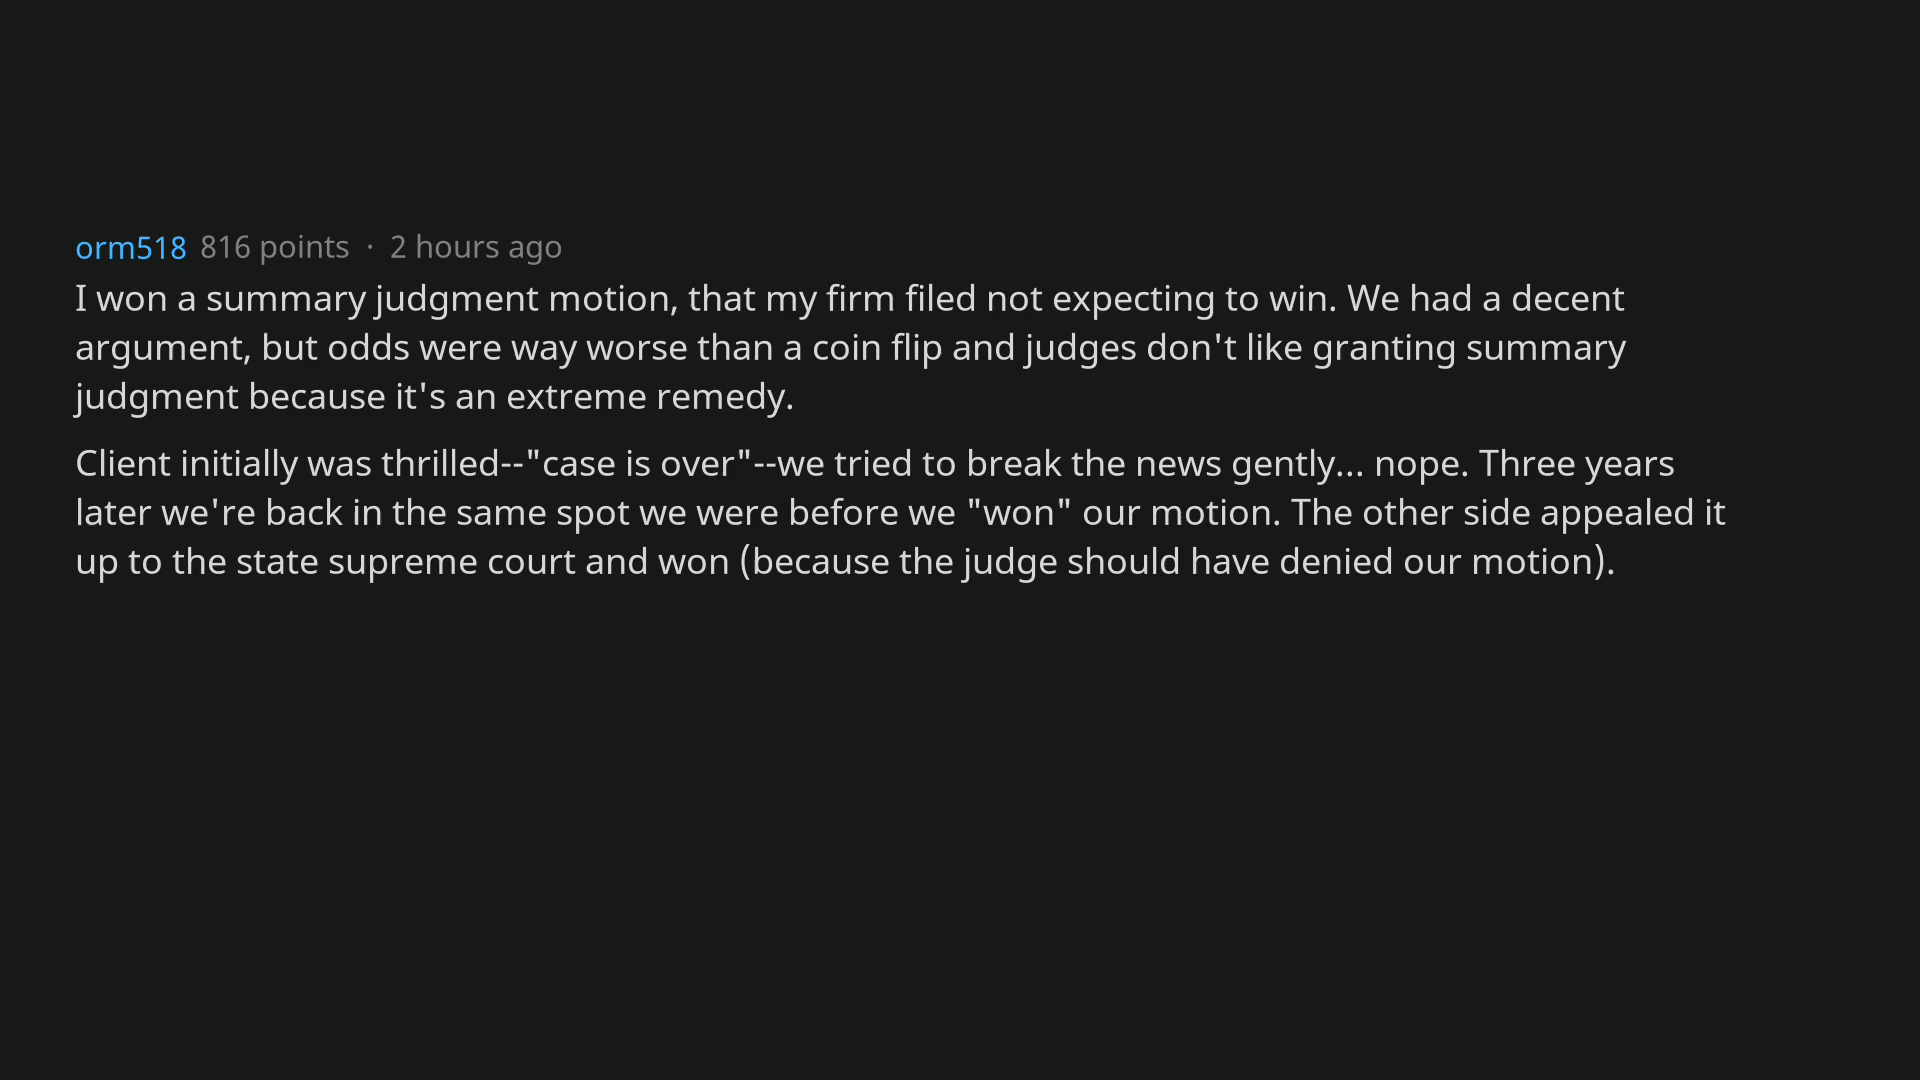 orm518 816 points · 2 hours ago
I won a summary judgment motion, that my firm filed not expecting to win. We had a decent
argument, but odds were way worse than a coin flip and judges don't like granting summary
judgment because it's an extreme remedy.
Client initially was thrilled--"case is over"--we tried to break the news gently... nope. Three years
later we're back in the same spot we were before we "won" our motion. The other side appealed it
up to the state supreme court and won (because the judge should have denied our motion).